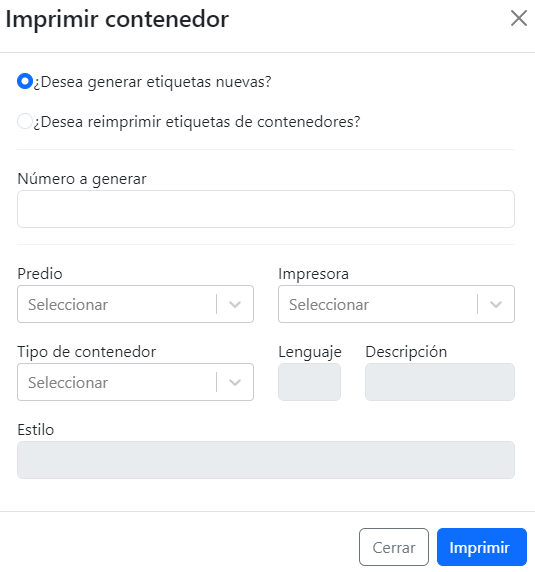 Imprimir contenedor
¿Desea generar etiquetas nuevas?
¿Desea reimprimir etiquetas de contenedores?
Número a generar
Predio Impresora
Seleccionar Seleccionar
Tipo de contenedor Lenguaje Descripción
Seleccionar
Estilo
Cerrar Imprimir